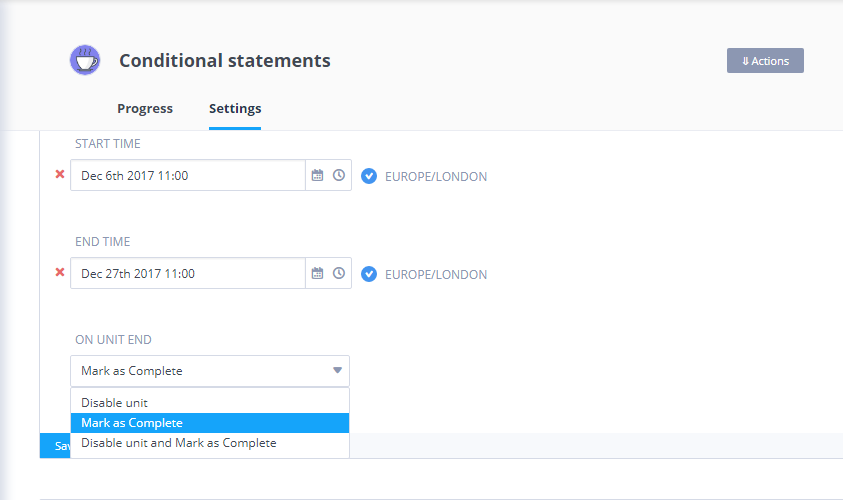 Conditional statements
⇓ Actions
Progress
Settings
START TIME
Dec 6th 2017 11:00
EUROPE/LONDON
END TIME
Dec 27th 2017 11:00
EUROPE/LONDON
ON UNIT END
Mark as Complete
Disable unit
Mark as Complete
Disable unit and Mark as Complete